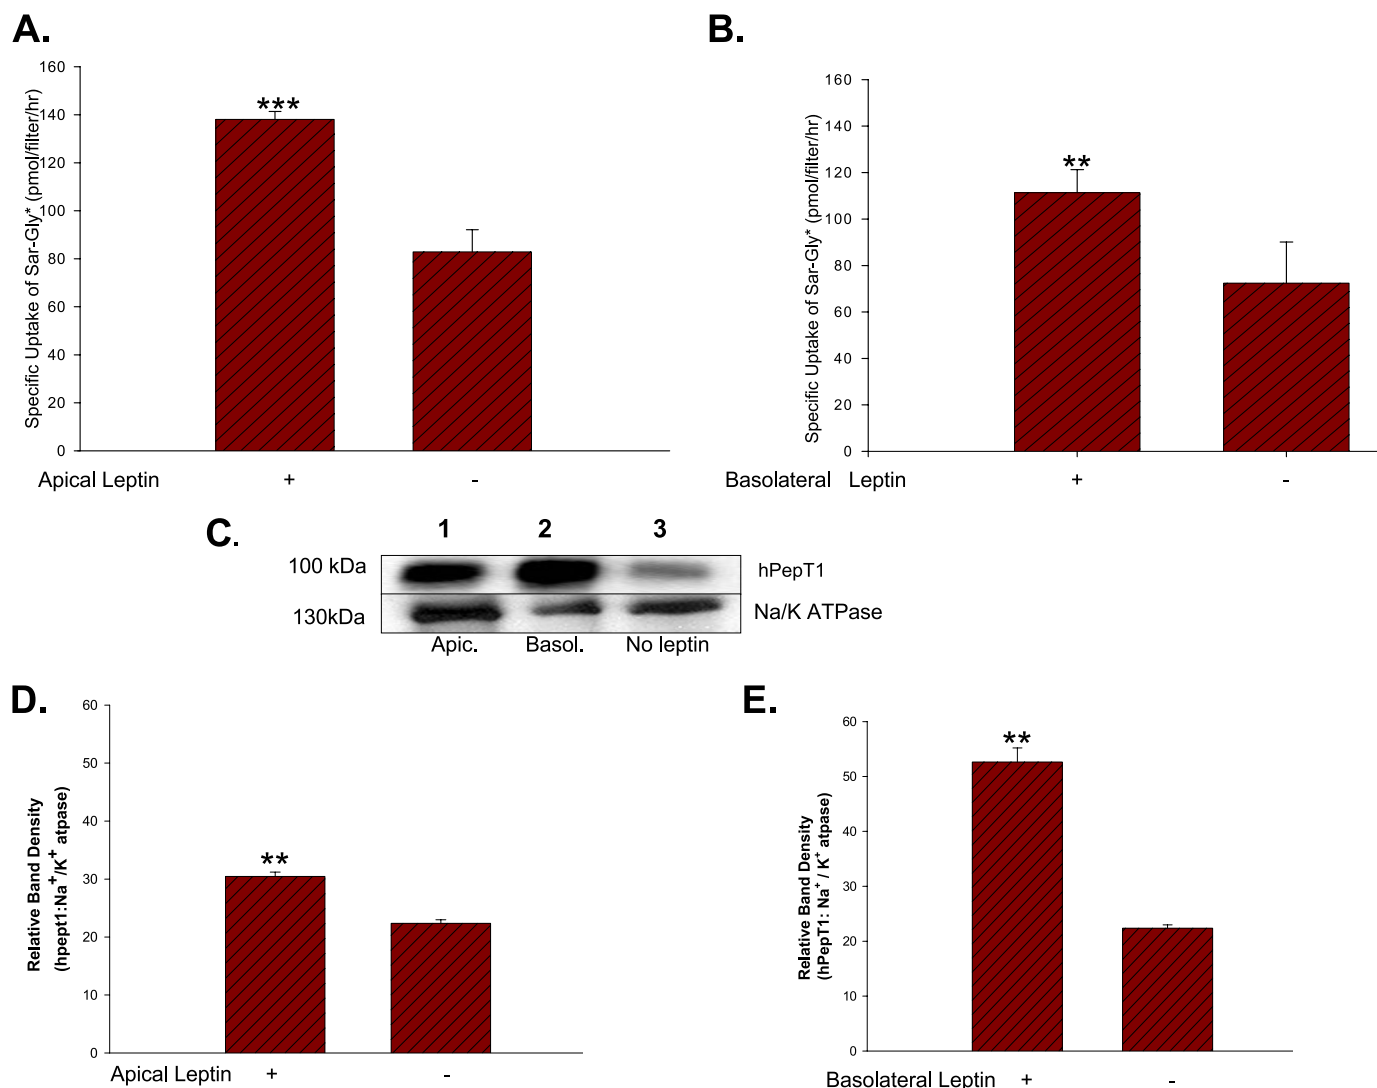 A.
Specific Uptake of Sar-Gly* (pmol/filter/hr)
160
140
120
100
80
60
40
20
0
***
Apical Leptin + -
B.
Specific Uptake of Sar-Gly* (pmol/filter/hr)
160
140
120
100
80
60
40
20
0
**
Basolateral Leptin + -
C.
1 2 3
100 kDa hPepT1
130kDa Na/K ATPase
Apic. Basol. No leptin
D.
Relative Band Density
(hpept1:Na+/K+ atpase)
60
50
40
30
20
10
0
**
Apical Leptin + -
E.
Relative Band Density
(hPepT1: Na+ / K+ atpase)
60
50
40
30
20
10
0
**
Basolateral Leptin + -